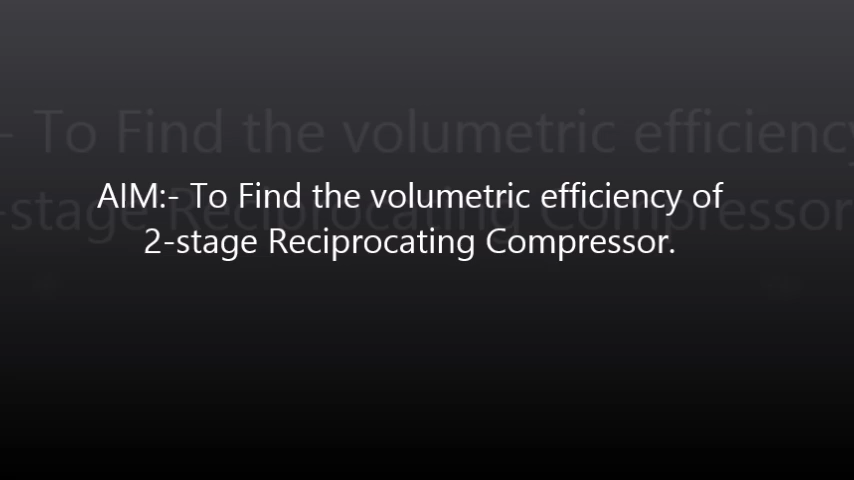 AIM:- To Find the volumetric efficiency of
2-stage Reciprocating Compressor.